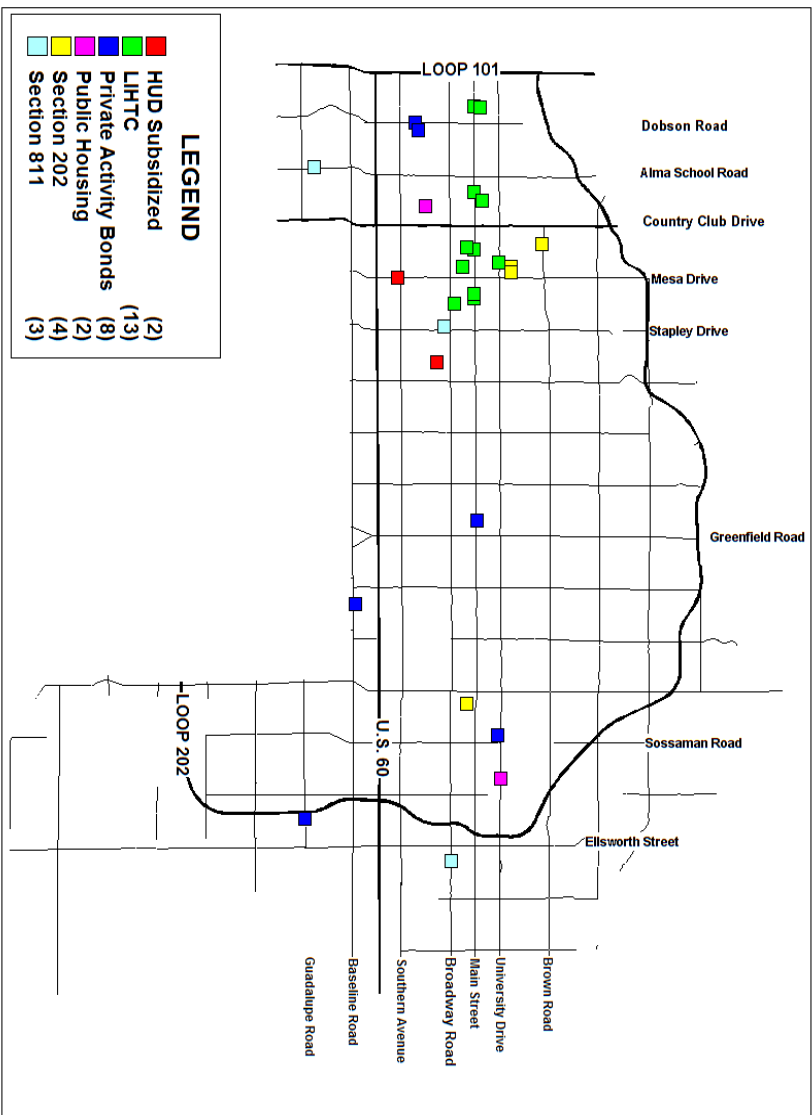 LOOP 101
Dobson Road
Alma School Road
Country Club Drive
Mesa Drive
Stapley Drive
Greenfield Road
Sossaman Road
Ellsworth Street
U.S. 60
LOOP 202
Guadalupe Road
Baseline Road
Southern Avenue
Broadway Road
Main Street
University Drive
Brown Road
LEGEND
HUD Subsidized (2)
LIHTC (13)
Private Activity Bonds (8)
Public Housing (2)
Section 202 (4)
Section 811 (3)